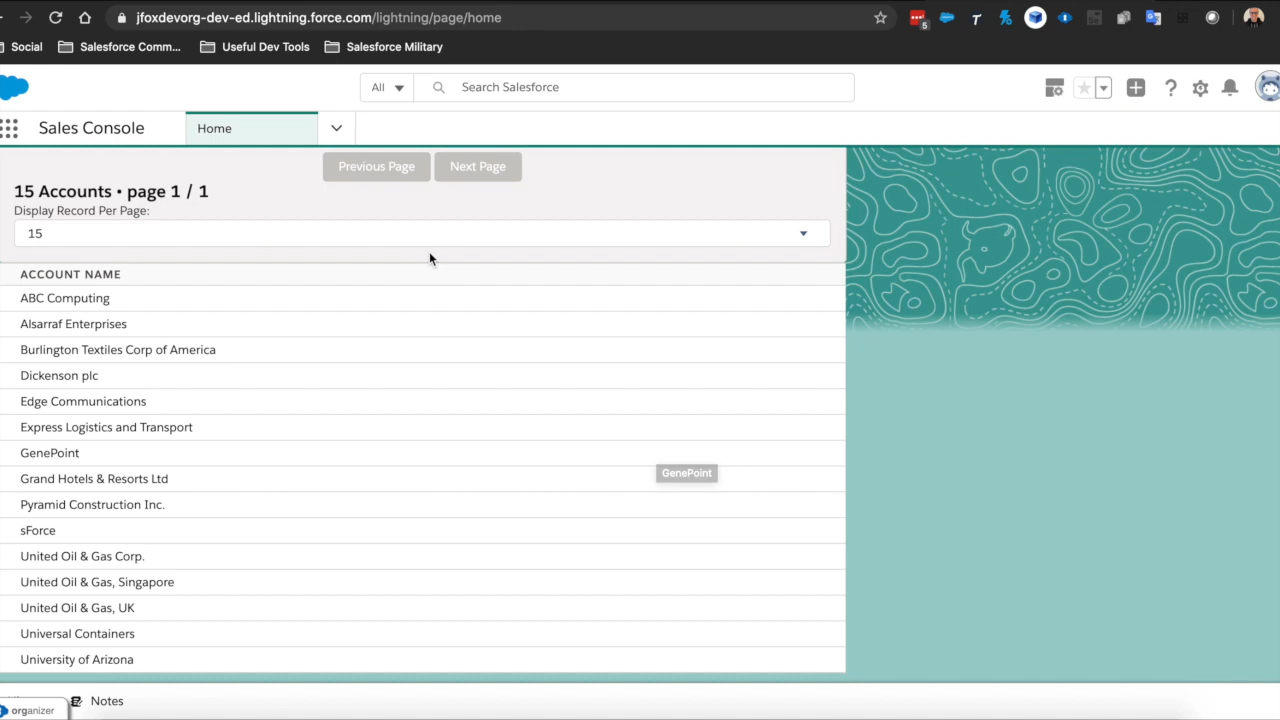 jfoxdevorg-dev-ed.lightning.force.com/lightning/page/home
5
Social Salesforce Comm... Useful Dev Tools Salesforce Military
All Search Salesforce
Sales Console Home
Previous Page Next Page
15 Accounts • page 1 / 1
Display Record Per Page:
15
ACCOUNT NAME
ABC Computing
Alsarraf Enterprises
Burlington Textiles Corp of America
Dickenson plc
Edge Communications
Express Logistics and Transport
GenePoint
GenePoint
Grand Hotels & Resorts Ltd
Pyramid Construction Inc.
sForce
United Oil & Gas Corp.
United Oil & Gas, Singapore
United Oil & Gas, UK
Universal Containers
University of Arizona
Notes
organizer